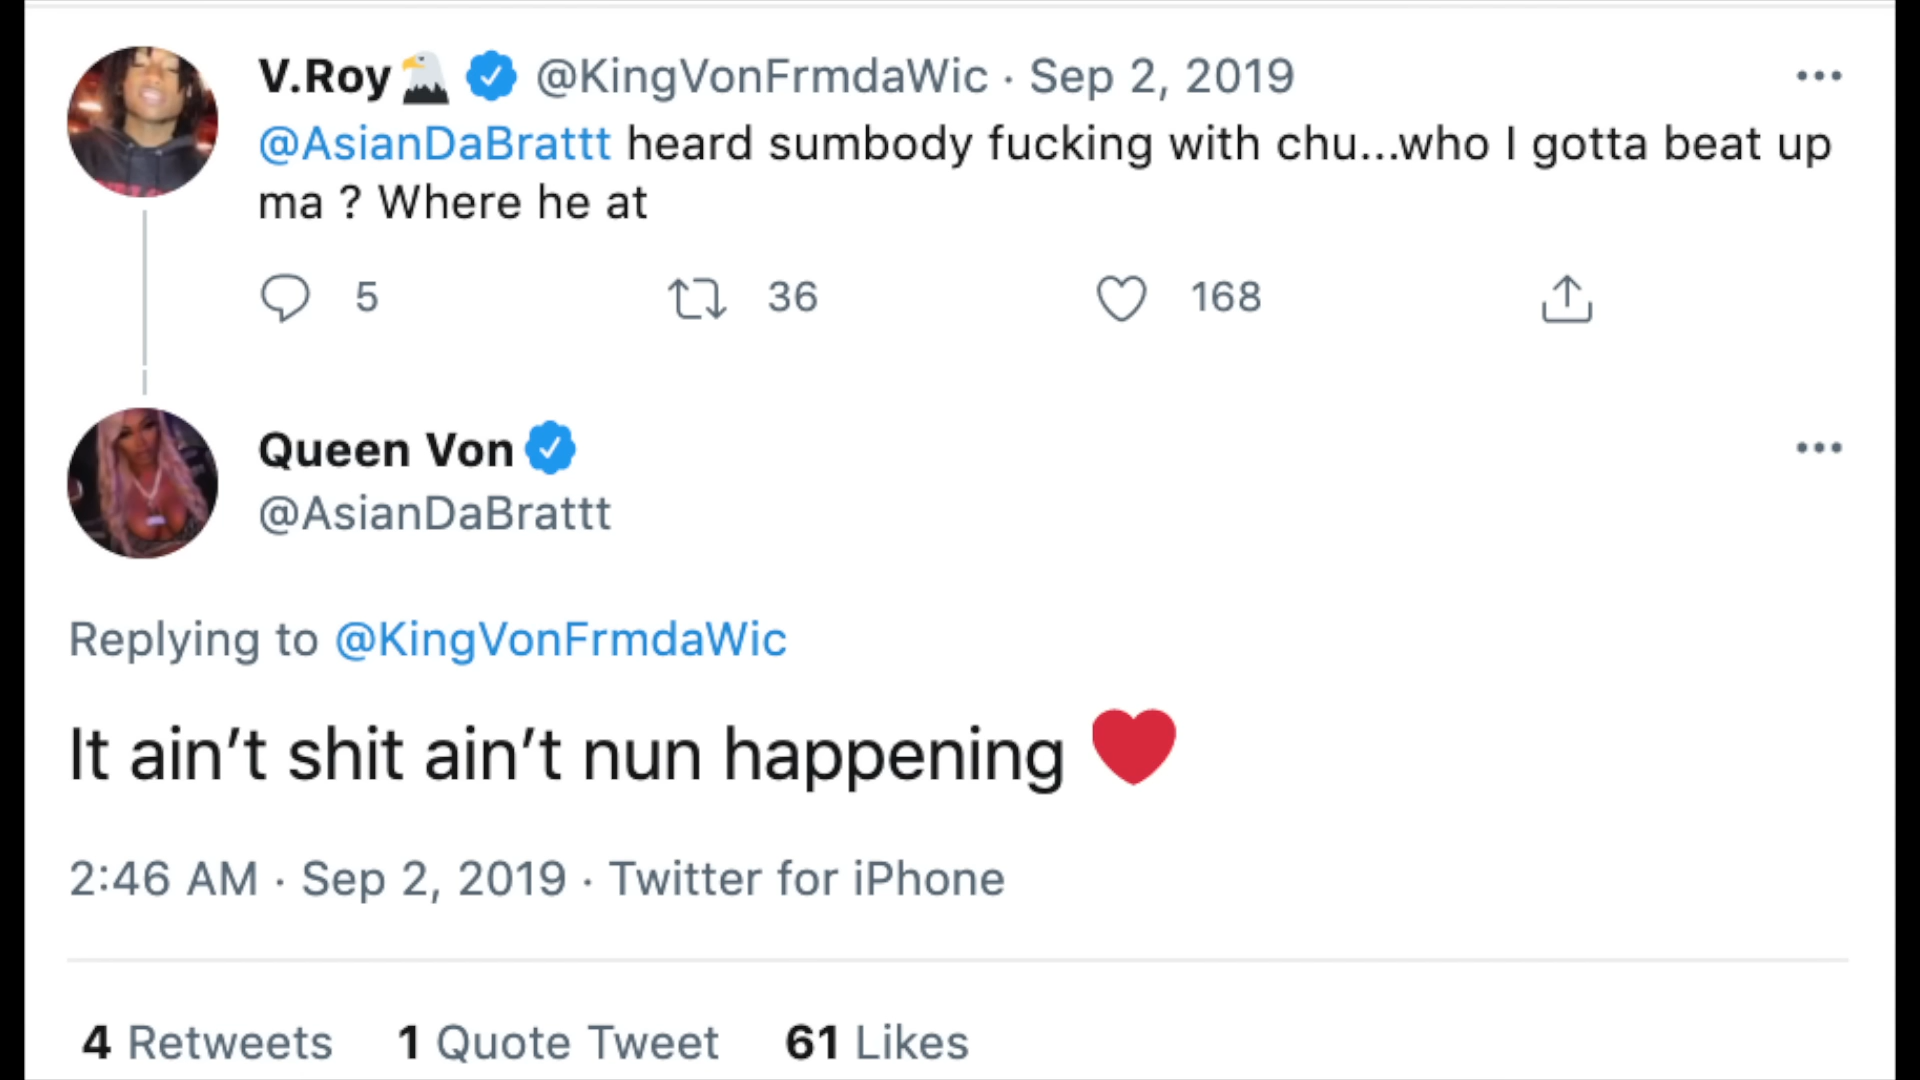 V.Roy🦅 @KingVonFrmdaWic · Sep 2, 2019
@AsianDaBrattt heard sumbody fucking with chu...who I gotta beat up
ma ? Where he at
5 36 168
Queen Von
@AsianDaBrattt
Replying to @KingVonFrmdaWic
It ain’t shit ain’t nun happening ❤️
2:46 AM · Sep 2, 2019 · Twitter for iPhone
4 Retweets 1 Quote Tweet 61 Likes